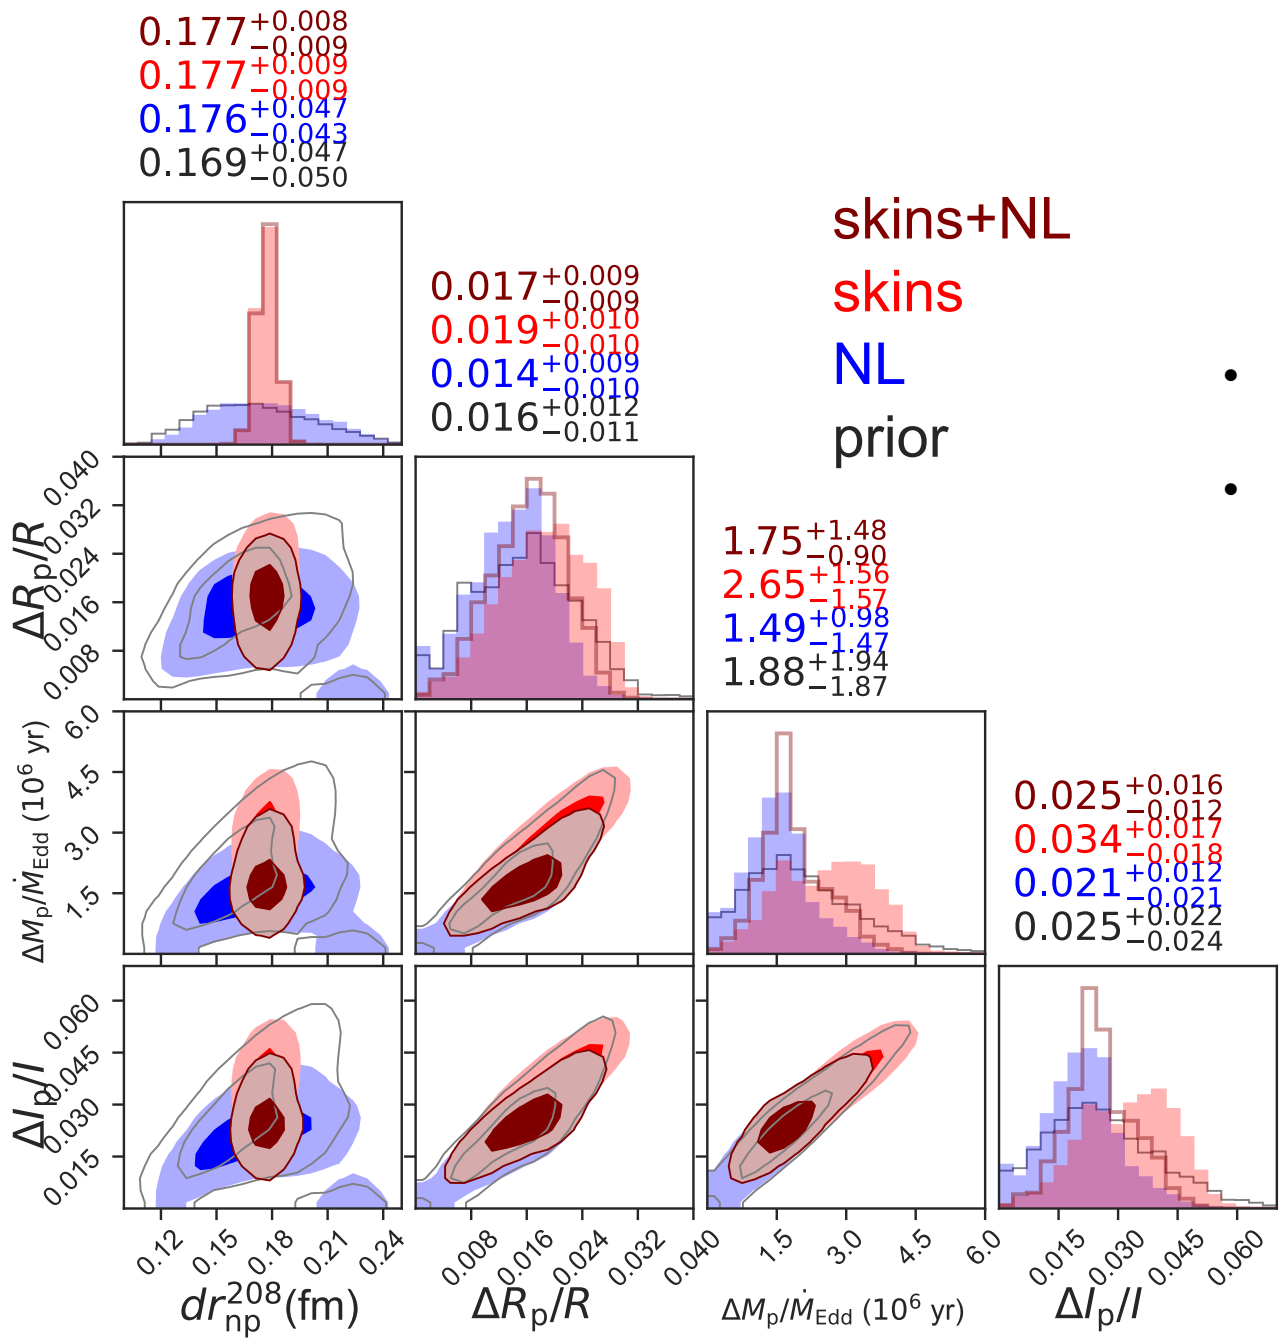 0.177 +0.008 −0.009
0.177 +0.009 −0.009
0.176 +0.047 −0.043
0.169 +0.047 −0.050
skins+NL
skins
NL
prior
0.017 +0.009 −0.009
0.019 +0.010 −0.010
0.014 +0.009 −0.010
0.016 +0.012 −0.011
1.75 +1.48 −0.90
2.65 +1.56 −1.57
1.49 +0.98 −1.47
1.88 +1.94 −1.87
0.025 +0.016 −0.012
0.034 +0.017 −0.018
0.021 +0.012 −0.021
0.025 +0.022 −0.024
ΔRp/R
0.040
0.032
0.024
0.016
0.008
ΔMp/ṀEdd (10⁶ yr)
6.0
4.5
3.0
1.5
ΔIp/I
0.060
0.045
0.030
0.015
0.12 0.15 0.18 0.21 0.24
0.008 0.016 0.024 0.032 0.040
1.5 3.0 4.5 6.0
0.015 0.030 0.045 0.060
dr²⁰⁸np(fm)
ΔRp/R
ΔMp/ṀEdd (10⁶ yr)
ΔIp/I